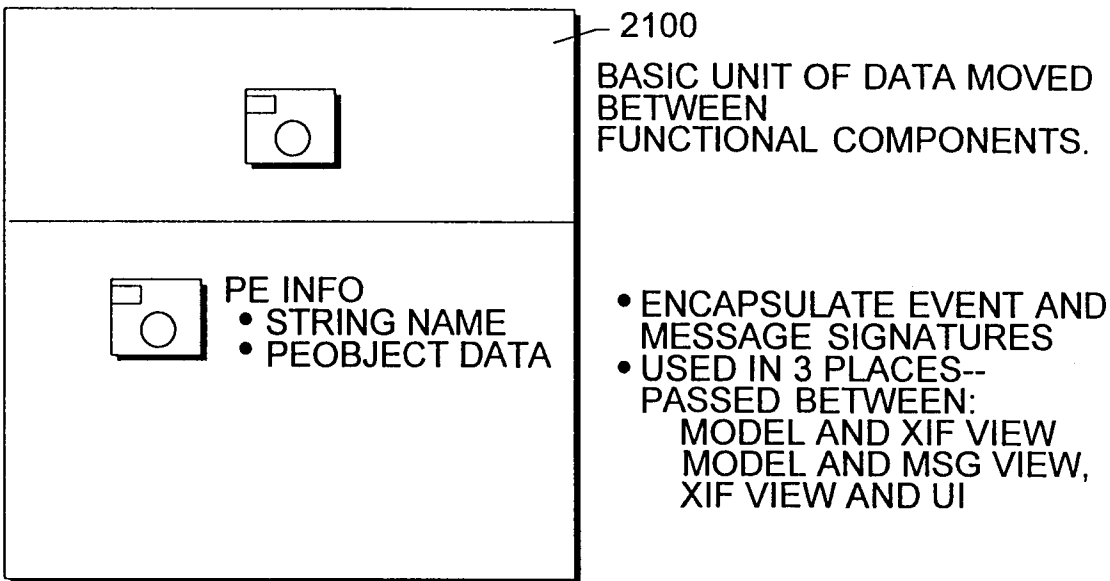 2100
BASIC UNIT OF DATA MOVED
BETWEEN
FUNCTIONAL COMPONENTS.
PE INFO
• STRING NAME
• PEOBJECT DATA
• ENCAPSULATE EVENT AND
MESSAGE SIGNATURES
• USED IN 3 PLACES--
PASSED BETWEEN:
MODEL AND XIF VIEW
MODEL AND MSG VIEW,
XIF VIEW AND UI